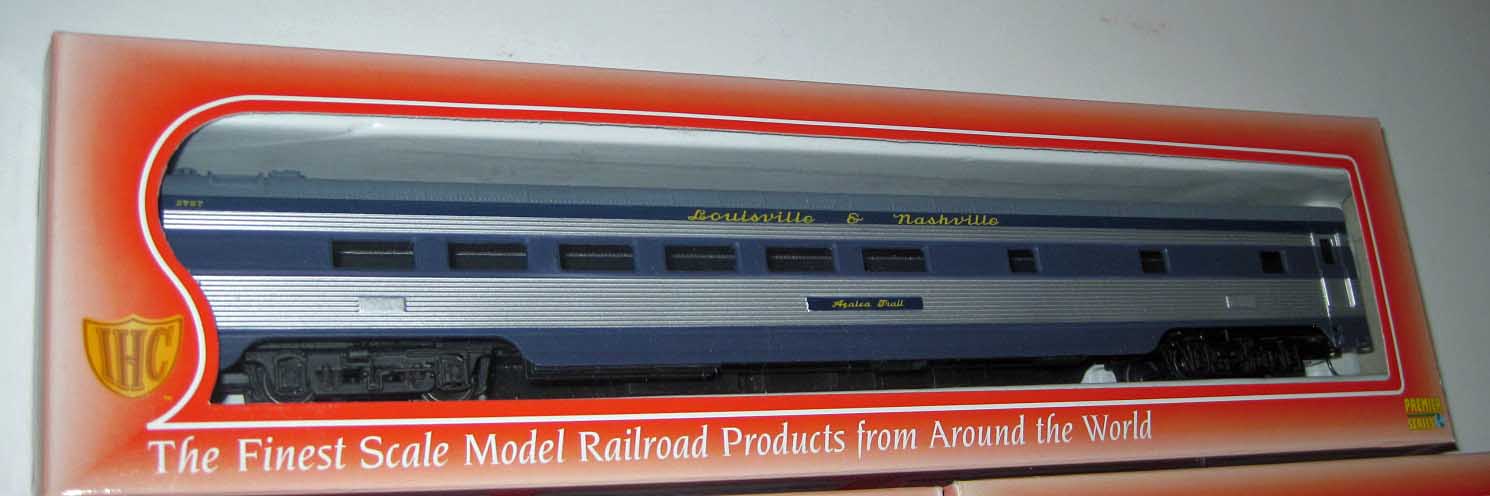 Louisville & Nashville
Azalea Trail
IHC
The Finest Scale Model Railroad Products from Around the World
PREMIER
SERIES